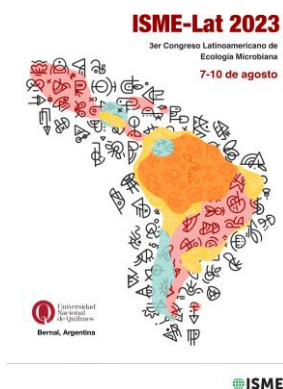 ISME-Lat 2023
3er Congreso Latinoamericano de
Ecología Microbiana
7-10 de agosto
Universidad
Nacional
de Quilmes
Bernal, Argentina
ISME